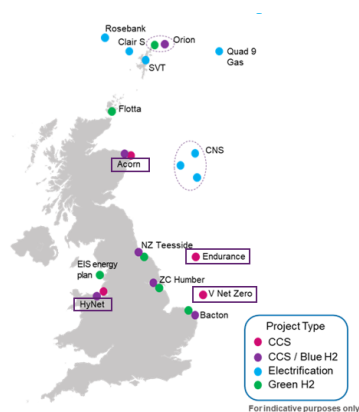 Rosebank
Clair S
Orion
Quad 9
Gas
SVT
Flotta
CNS
Acorn
NZ Teesside
Endurance
EIS energy
plan
ZC Humber
V Net Zero
HyNet
Bacton
Project Type
CCS
CCS / Blue H2
Electrification
Green H2
For indicative purposes only